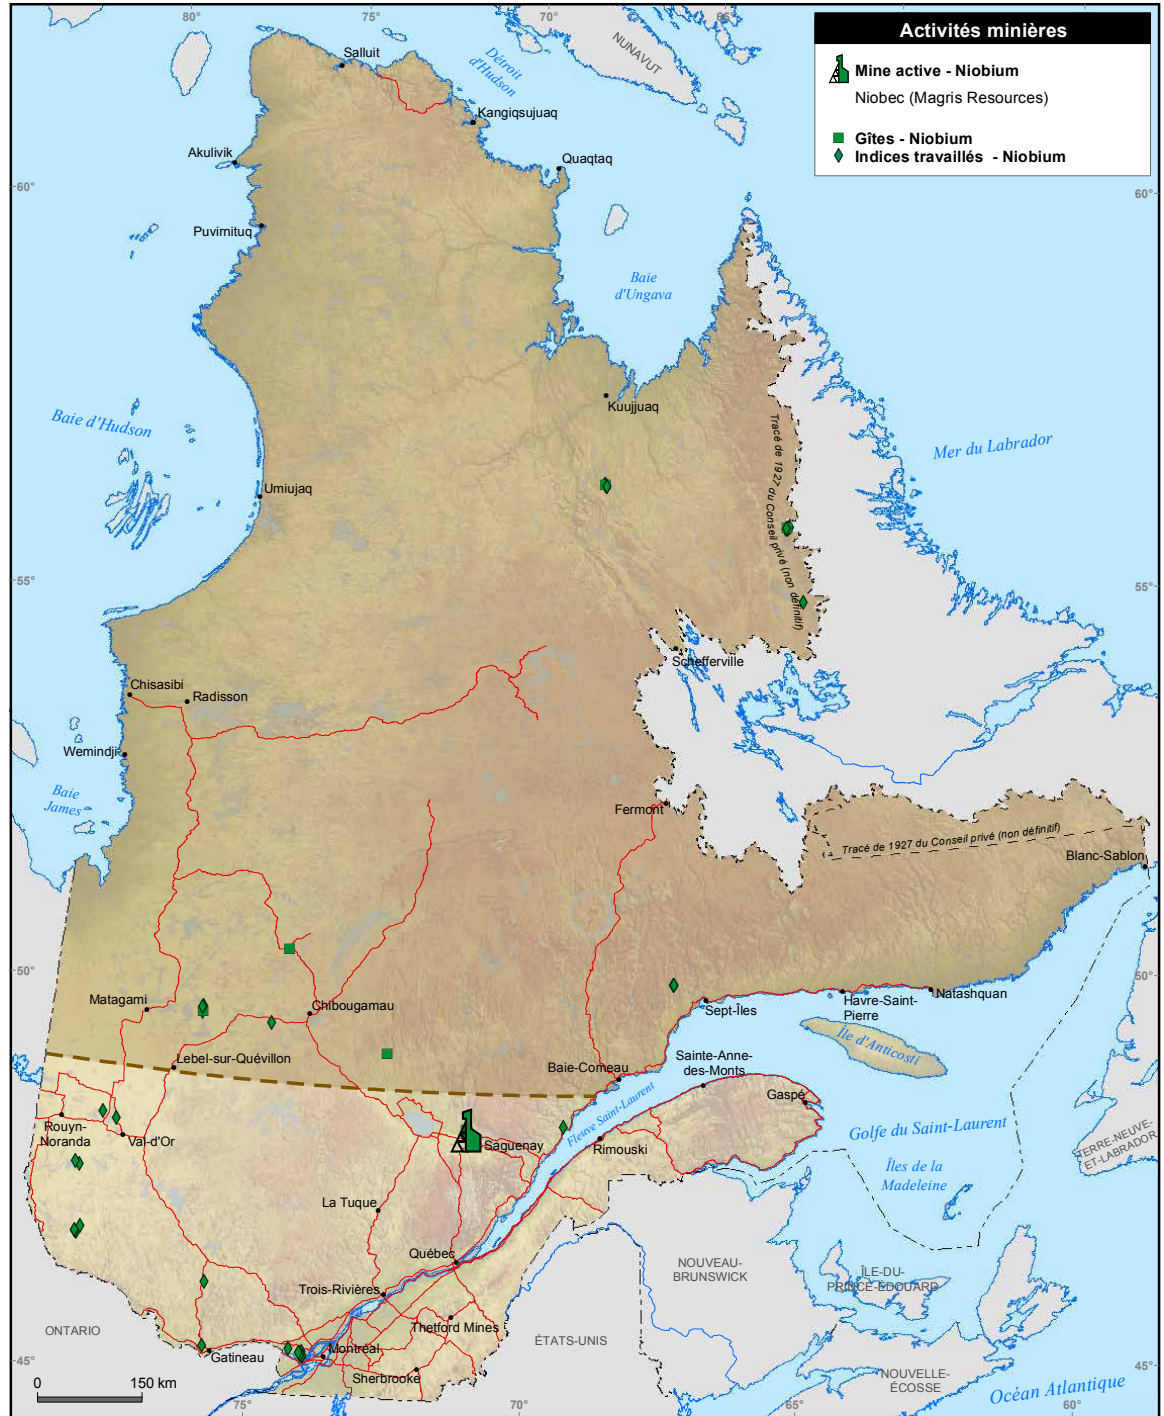 80°
75°
70°
65°
Activités minières
Mine active - Niobium
Niobec (Magris Resources)
Gîtes - Niobium
Indices travaillés - Niobium
NUNAVUT
Salluit
Détroit
d'Hudson
Kangiqsujuaq
Akulivik
Quaqtaq
60°
60°
Puvirnituq
Baie
d'Ungava
Kuujjuaq
Baie d'Hudson
Mer du Labrador
Umiujaq
Tracé de 1927 du Conseil privé (non définitif)
55°
55°
Schefferville
Chisasibi
Radisson
Wemindji
Baie
James
Fermont
Tracé de 1927 du Conseil privé (non définitif)
Blanc-Sablon
50°
50°
Matagami
Chibougamau
Sept-Îles
Havre-Saint-
Pierre
Natashquan
Île d'Anticosti
Lebel-sur-Quévillon
Baie-Comeau
Sainte-Anne-
des-Monts
Gaspé
Fleuve Saint-Laurent
Golfe du Saint-Laurent
Rouyn-
Noranda
Val-d'Or
Saguenay
Rimouski
TERRE-NEUVE-
ET-LABRADOR
Îles de la
Madeleine
La Tuque
Québec
NOUVEAU-
BRUNSWICK
ÎLE-DU-
PRINCE-ÉDOUARD
Trois-Rivières
Thetford Mines
ONTARIO
ÉTATS-UNIS
Gatineau
Montréal
Sherbrooke
45°
45°
NOUVELLE-
ÉCOSSE
Océan Atlantique
0
150 km
75°
70°
65°
60°